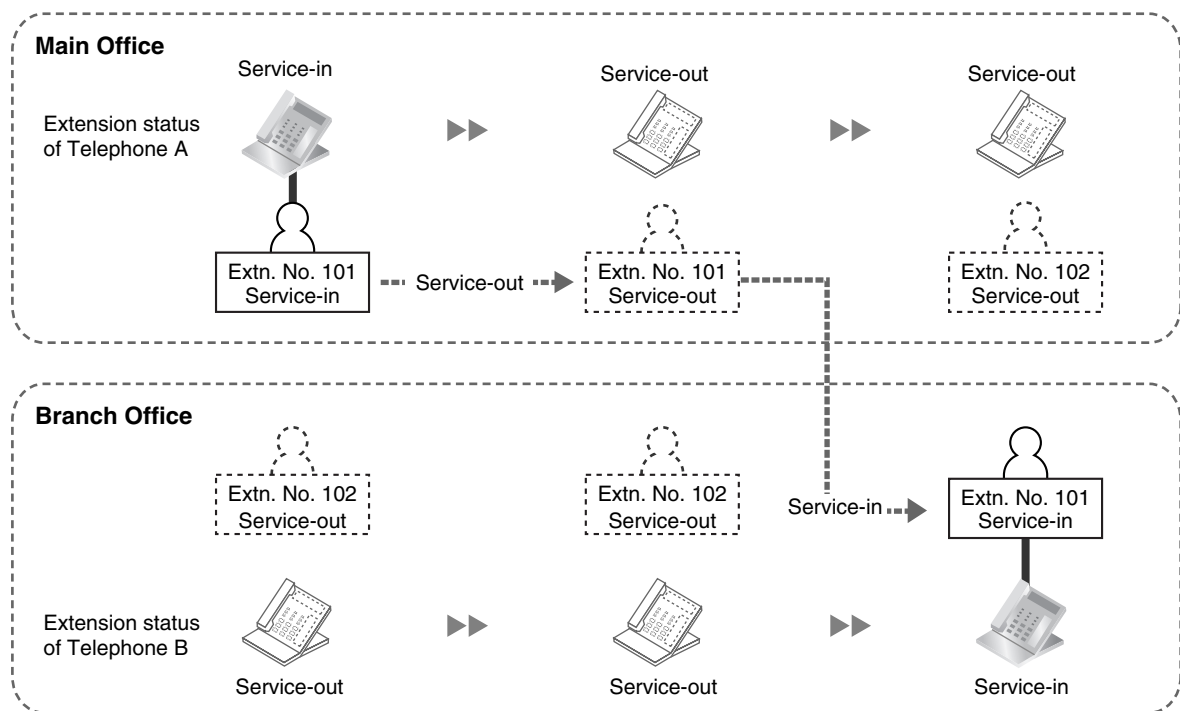 Main Office
Service-in
Service-out
Service-out
Extension status
of Telephone A
Extn. No. 101
Service-in
Service-out
Extn. No. 101
Service-out
Extn. No. 102
Service-out
Branch Office
Extn. No. 102
Service-out
Extn. No. 102
Service-out
Service-in
Extn. No. 101
Service-in
Extension status
of Telephone B
Service-out
Service-out
Service-in